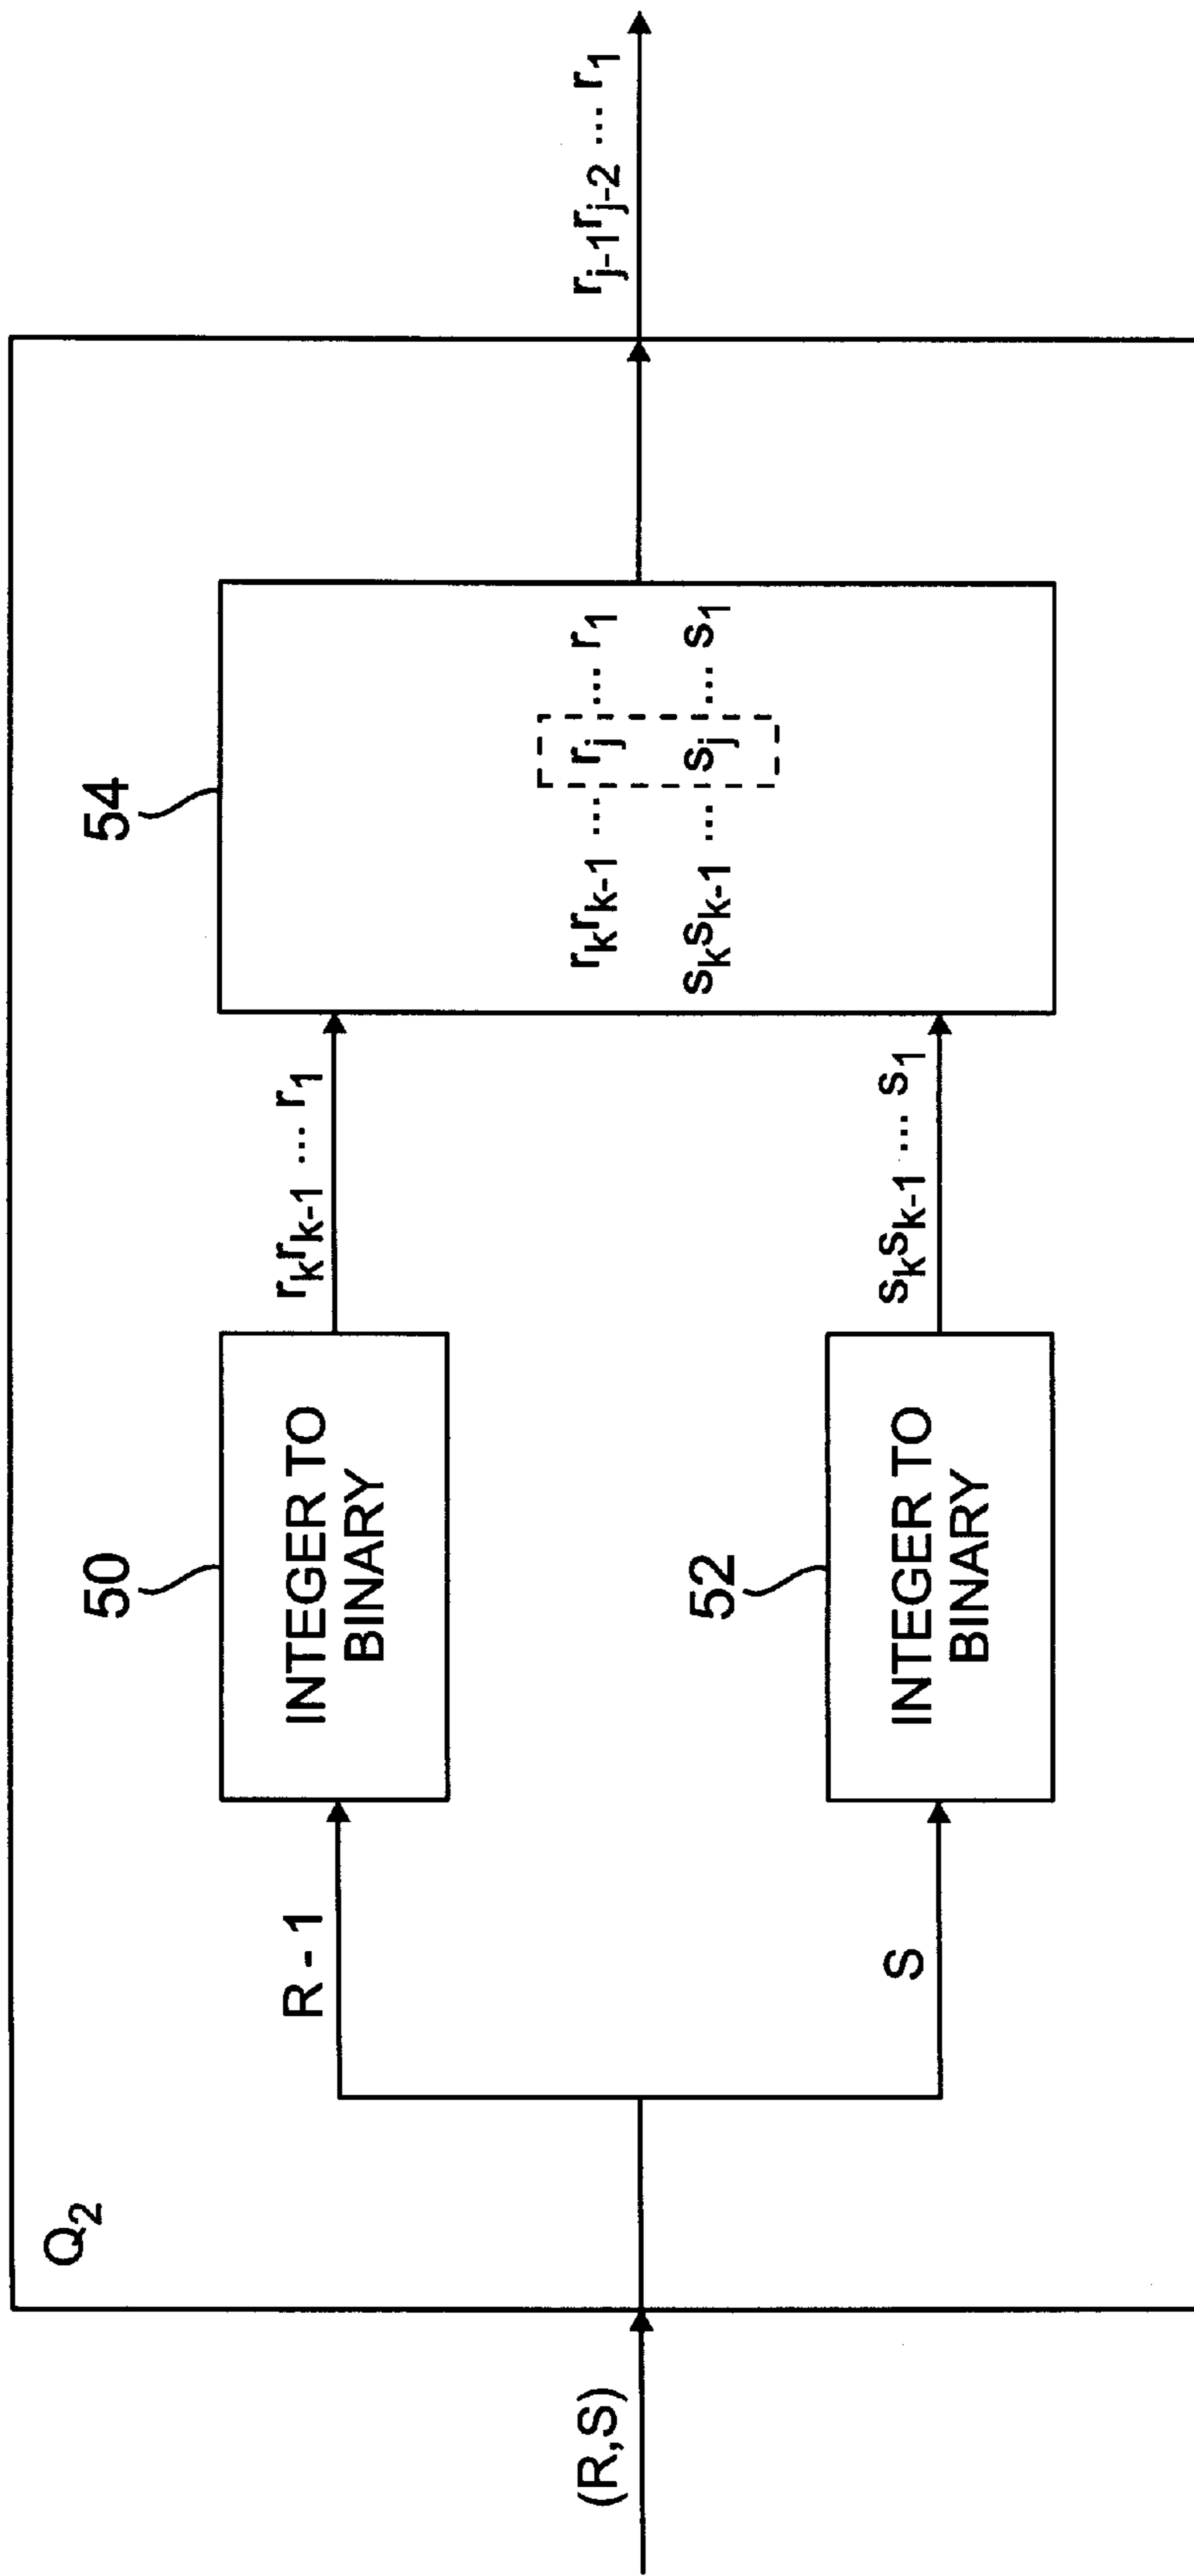 Q2
(R,S)
R - 1
S
50
INTEGER TO
BINARY
52
INTEGER TO
BINARY
rkrk-1 ... r1
sksk-1 ... s1
54
rkrk-1 ... rj ... r1
sksk-1 ... sj ... s1
rj-1rj-2 ... r1